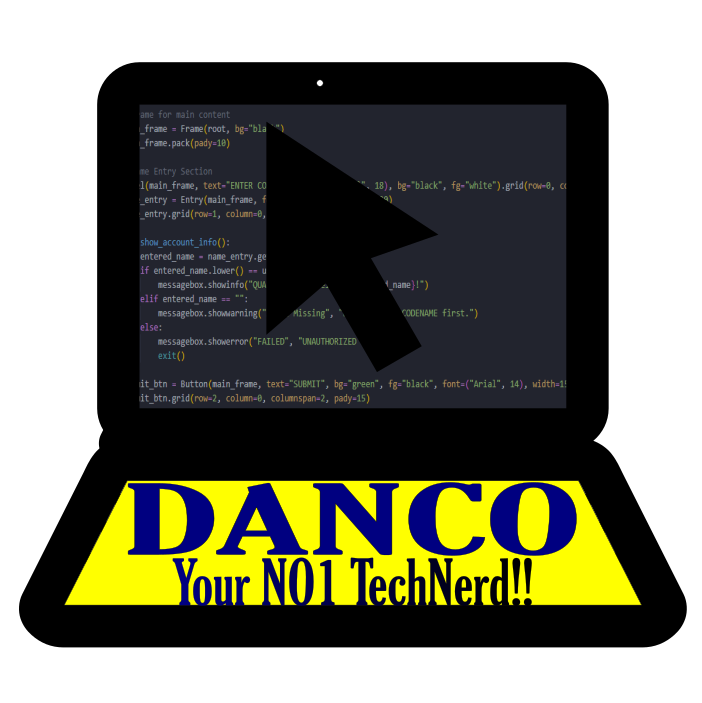 ame for main content
_frame = Frame(root, bg="bla")
_frame.pack(pady=10)
me Entry Section
l(main_frame, text="ENTER CO ", 18), bg="black", fg="white").grid(row=0, co
_entry = Entry(main_frame, f )
_entry.grid(row=1, column=0,
show_account_info():
entered_name = name_entry.ge
if entered_name.lower() == u
messagebox.showinfo("QUA d_name}!")
elif entered_name == "":
messagebox.showwarning(" Missing", " CODENAME first.")
else:
messagebox.showerror("FAILED", "UNAUTHORIZED
exit()
it_btn = Button(main_frame, text="SUBMIT", bg="green", fg="black", font=("Arial", 14), width=15
it_btn.grid(row=2, column=0, columnspan=2, pady=15)
DANCO
Your NO1 TechNerd!!